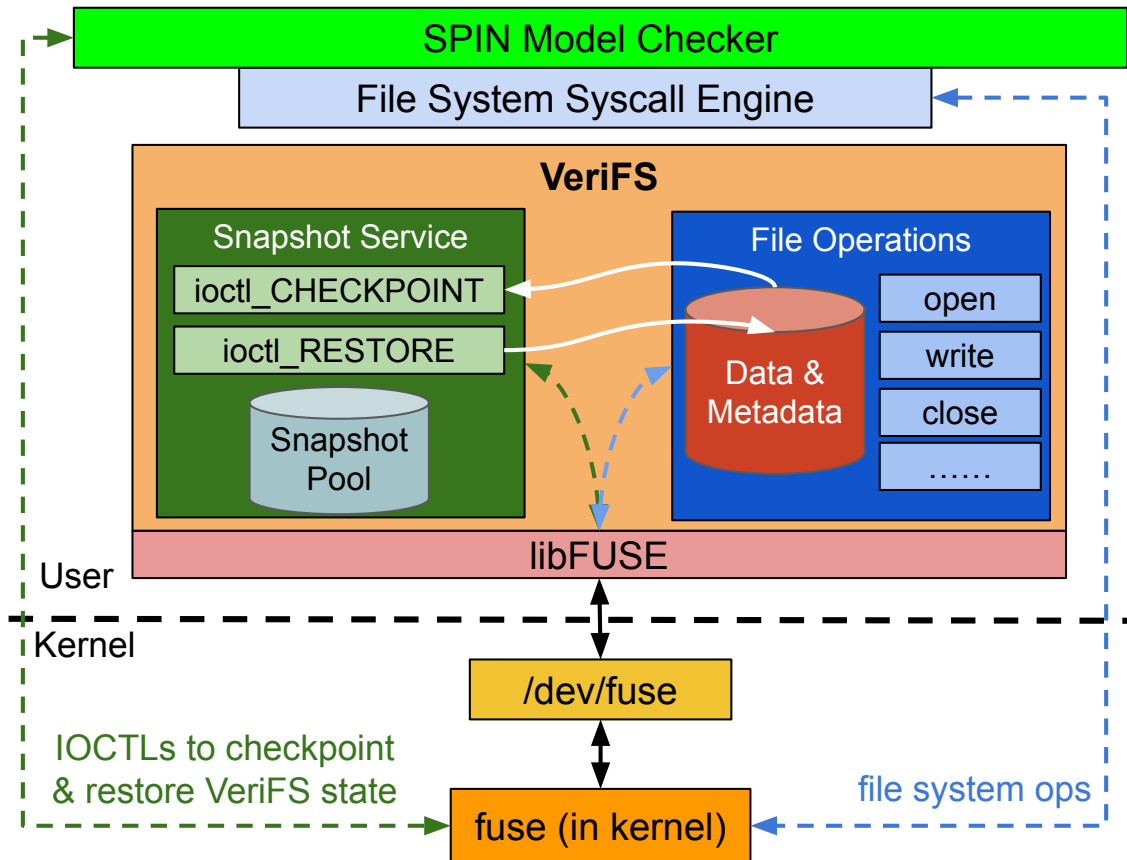 SPIN Model Checker
File System Syscall Engine
VeriFS
Snapshot Service
ioctl_CHECKPOINT
ioctl_RESTORE
Snapshot
Pool
File Operations
Data &
Metadata
open
write
close
……
libFUSE
User
Kernel
/dev/fuse
IOCTLs to checkpoint
& restore VeriFS state
fuse (in kernel)
file system ops